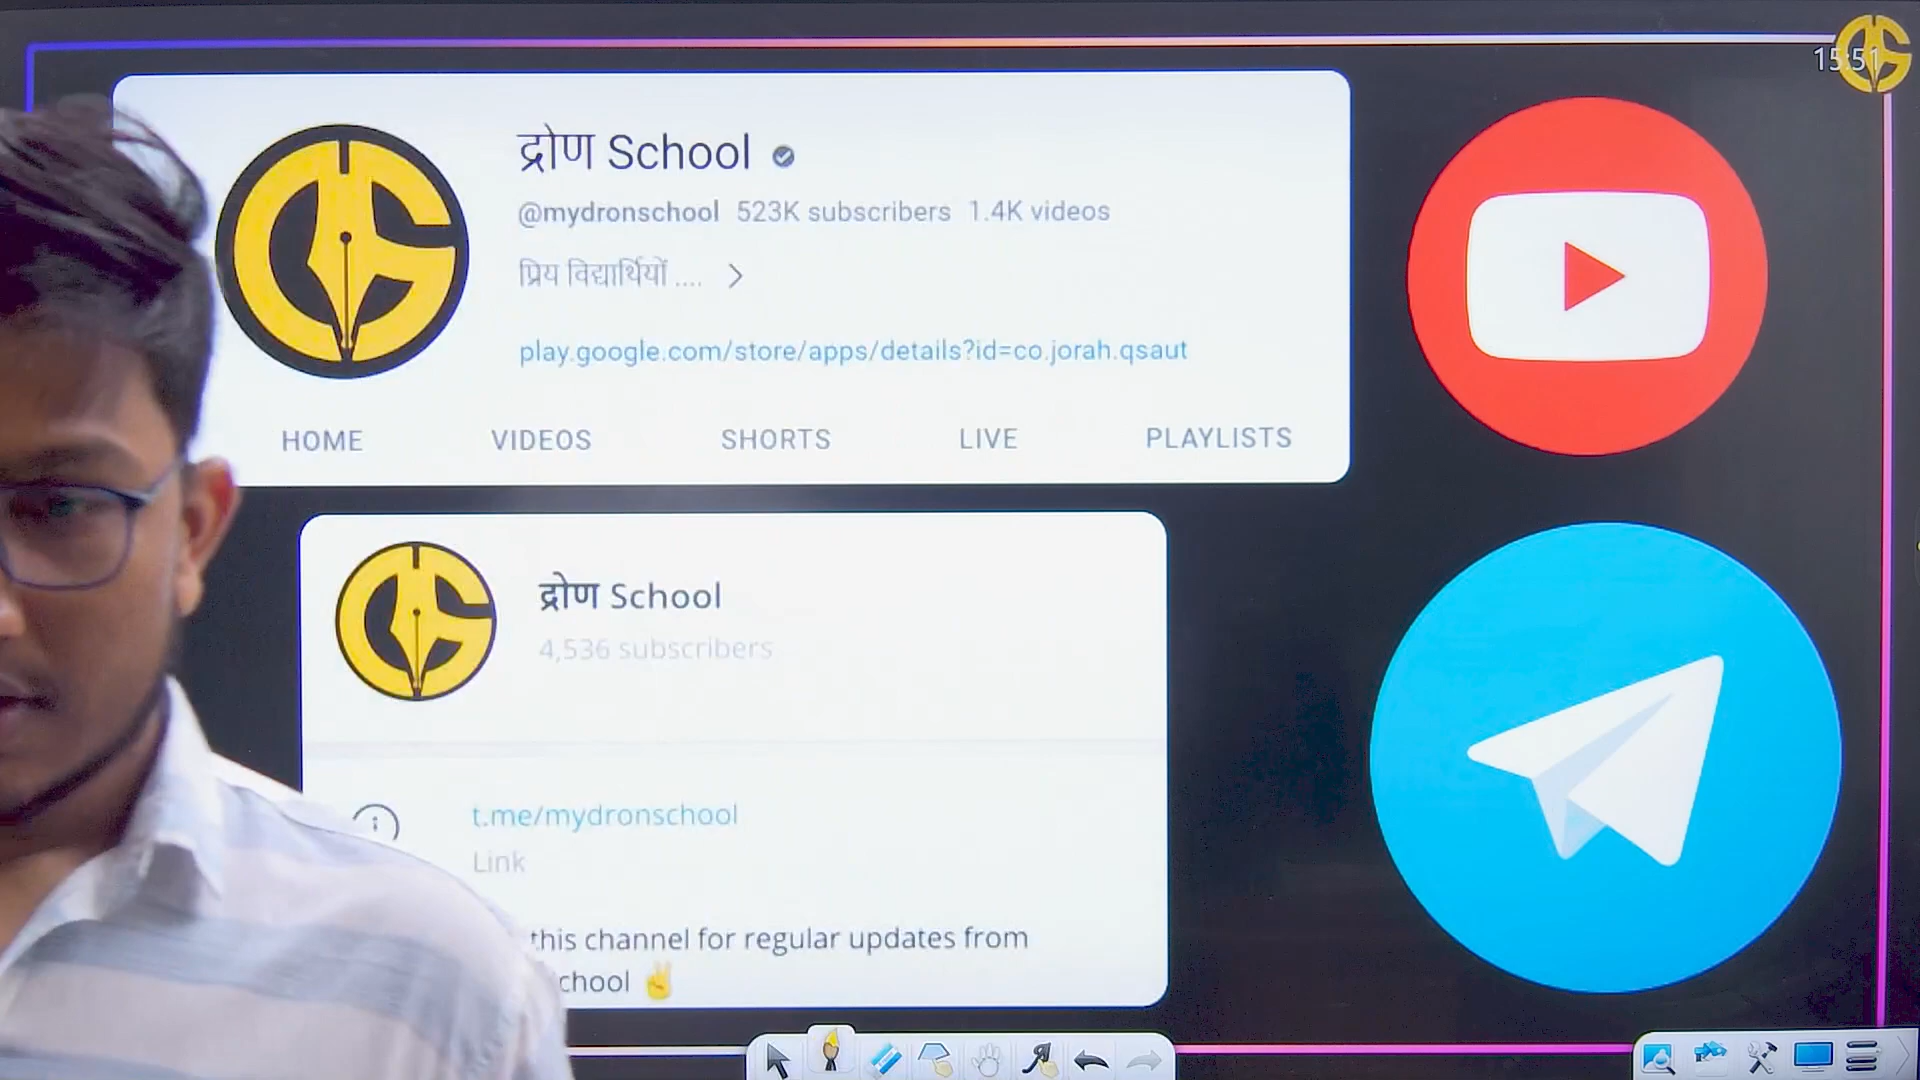 15:51
द्रोण School
@mydronschool 523K subscribers 1.4K videos
प्रिय विद्यार्थियों ....
play.google.com/store/apps/details?id=co.jorah.qsaut
HOME VIDEOS SHORTS LIVE PLAYLISTS
द्रोण School
4,536 subscribers
t.me/mydronschool
Link
this channel for regular updates from
chool ✌